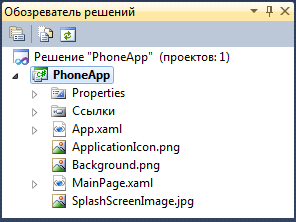 Обозреватель решений
Решение "PhoneApp" (проектов: 1)
PhoneApp
Properties
Ссылки
App.xaml
ApplicationIcon.png
Background.png
MainPage.xaml
SplashScreenImage.jpg